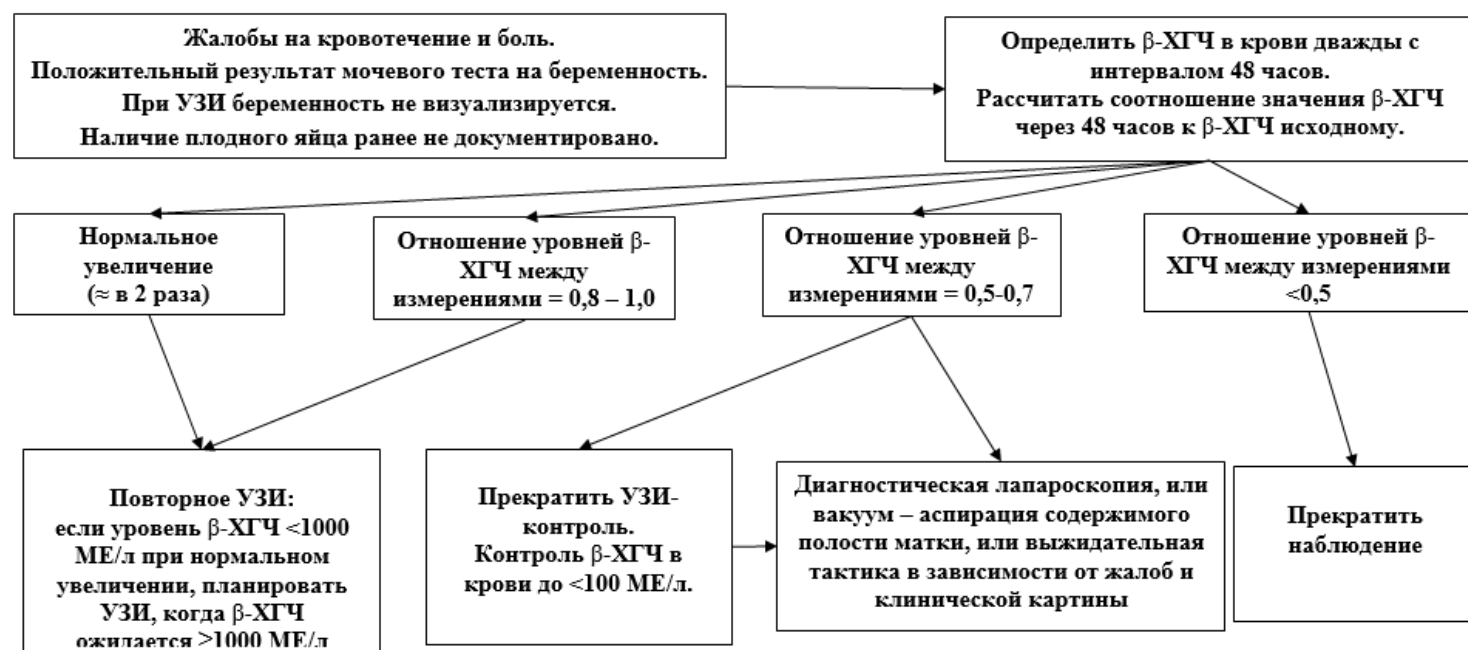 Жалобы на кровотечение и боль.
Положительный результат мочевого теста на беременность.
При УЗИ беременность не визуализируется.
Наличие плодного яйца ранее не документировано.
Определить β-ХГЧ в крови дважды с
интервалом 48 часов.
Рассчитать соотношение значения β-ХГЧ
через 48 часов к β-ХГЧ исходному.
Нормальное
увеличение
(≈ в 2 раза)
Отношение уровней β-
ХГЧ между
измерениями = 0,8 – 1,0
Отношение уровней β-
ХГЧ между
измерениями = 0,5-0,7
Отношение уровней β-
ХГЧ между измерениями
<0,5
Повторное УЗИ:
если уровень β-ХГЧ <1000
МЕ/л при нормальном
увеличении, планировать
УЗИ, когда β-ХГЧ
ожидается >1000 МЕ/л
Прекратить УЗИ-
контроль.
Контроль β-ХГЧ в
крови до <100 МЕ/л.
Диагностическая лапароскопия, или
вакуум – аспирация содержимого
полости матки, или выжидательная
тактика в зависимости от жалоб и
клинической картины
Прекратить
наблюдение